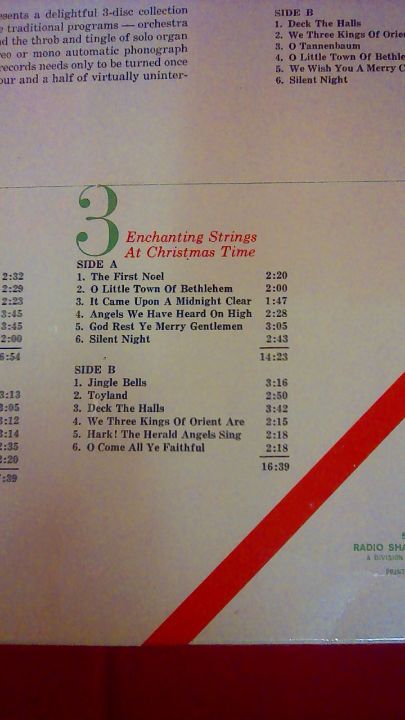 esents a delightful 3-disc collection
traditional programs — orchestra
nd the throb and tingle of solo organ
reo or mono automatic phonograph
records needs only to be turned once
our and a half of virtually uninter-
SIDE B
1. Deck The Halls
2. We Three Kings Of Orie
3. O Tannenbaum
4. O Little Town Of Bethle
5. We Wish You A Merry C
6. Silent Night
3 Enchanting Strings
At Christmas Time
SIDE A
1. The First Noel 2:20
2. O Little Town Of Bethlehem 2:00
3. It Came Upon A Midnight Clear 1:47
4. Angels We Have Heard On High 2:28
5. God Rest Ye Merry Gentlemen 3:05
6. Silent Night 2:43
14:23
SIDE B
1. Jingle Bells 3:16
2. Toyland 2:50
3. Deck The Halls 3:42
4. We Three Kings Of Orient Are 2:15
5. Hark! The Herald Angels Sing 2:18
6. O Come All Ye Faithful 2:18
16:39
2:32
2:29
2:23
3:45
3:45
2:00
6:54
3:13
3:05
3:12
3:14
2:35
2:20
:39
RADIO SHA
A DIVISION
PRINT